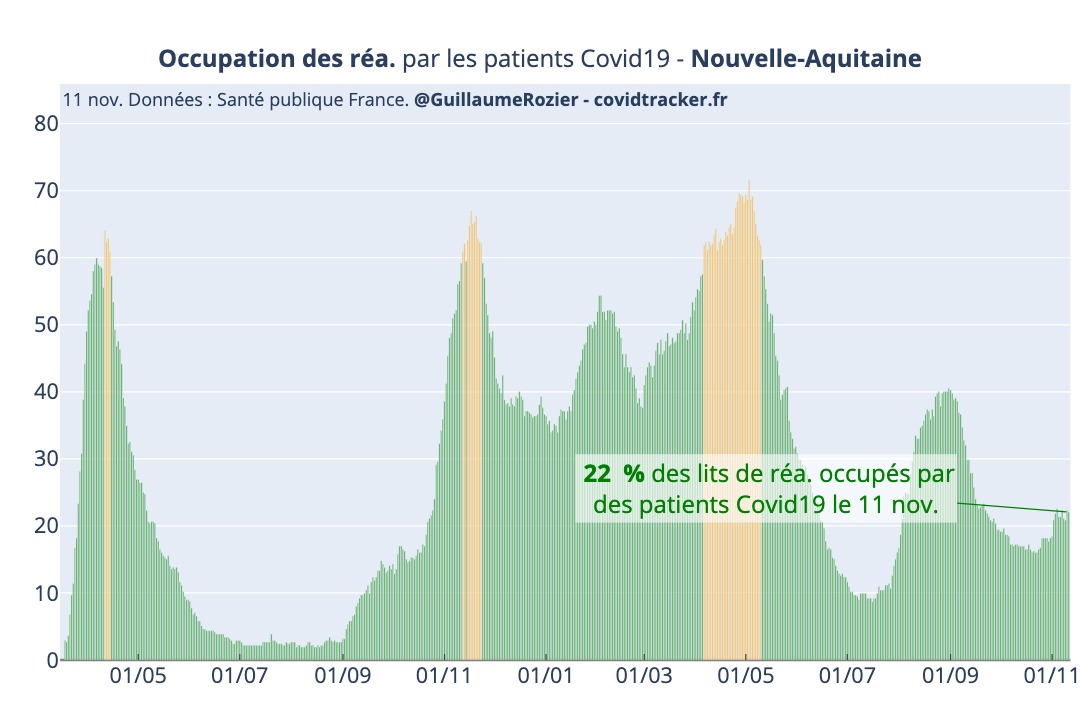 Occupation des réa. par les patients Covid19 - Nouvelle-Aquitaine
11 nov. Données : Santé publique France. @GuillaumeRozier - covidtracker.fr
80
70
60
50
40
30
20
10
0
22 % des lits de réa. occupés par
des patients Covid19 le 11 nov.
01/05 01/07 01/09 01/11 01/01 01/03 01/05 01/07 01/09 01/11